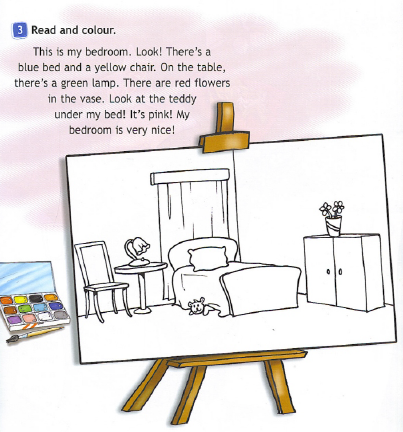 3 Read and colour.
This is my bedroom. Look! There's a
blue bed and a yellow chair. On the table,
there's a green lamp. There are red flowers
in the vase. Look at the teddy
under my bed! It's pink! My
bedroom is very nice!